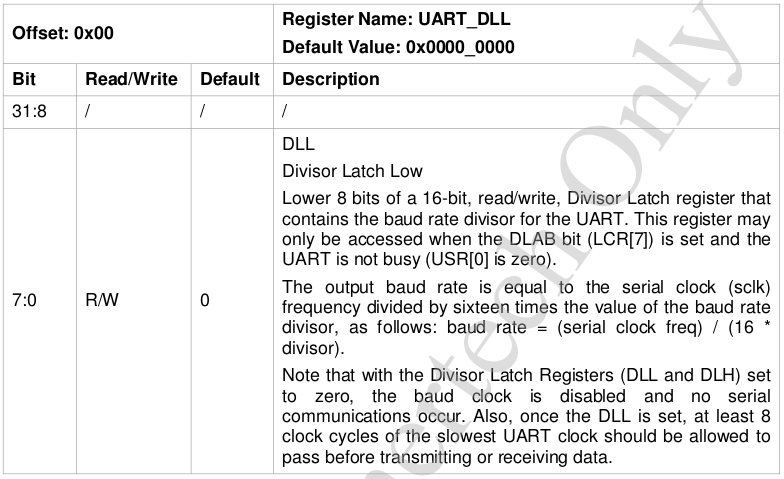 Offset: 0x00
Register Name: UART_DLL
Default Value: 0x0000_0000
Bit Read/Write Default Description
31:8 / / /
7:0 R/W 0
DLL
Divisor Latch Low
Lower 8 bits of a 16-bit, read/write, Divisor Latch register that
contains the baud rate divisor for the UART. This register may
only be accessed when the DLAB bit (LCR[7]) is set and the
UART is not busy (USR[0] is zero).
The output baud rate is equal to the serial clock (sclk)
frequency divided by sixteen times the value of the baud rate
divisor, as follows: baud rate = (serial clock freq) / (16 *
divisor).
Note that with the Divisor Latch Registers (DLL and DLH) set
to zero, the baud clock is disabled and no serial
communications occur. Also, once the DLL is set, at least 8
clock cycles of the slowest UART clock should be allowed to
pass before transmitting or receiving data.
Only